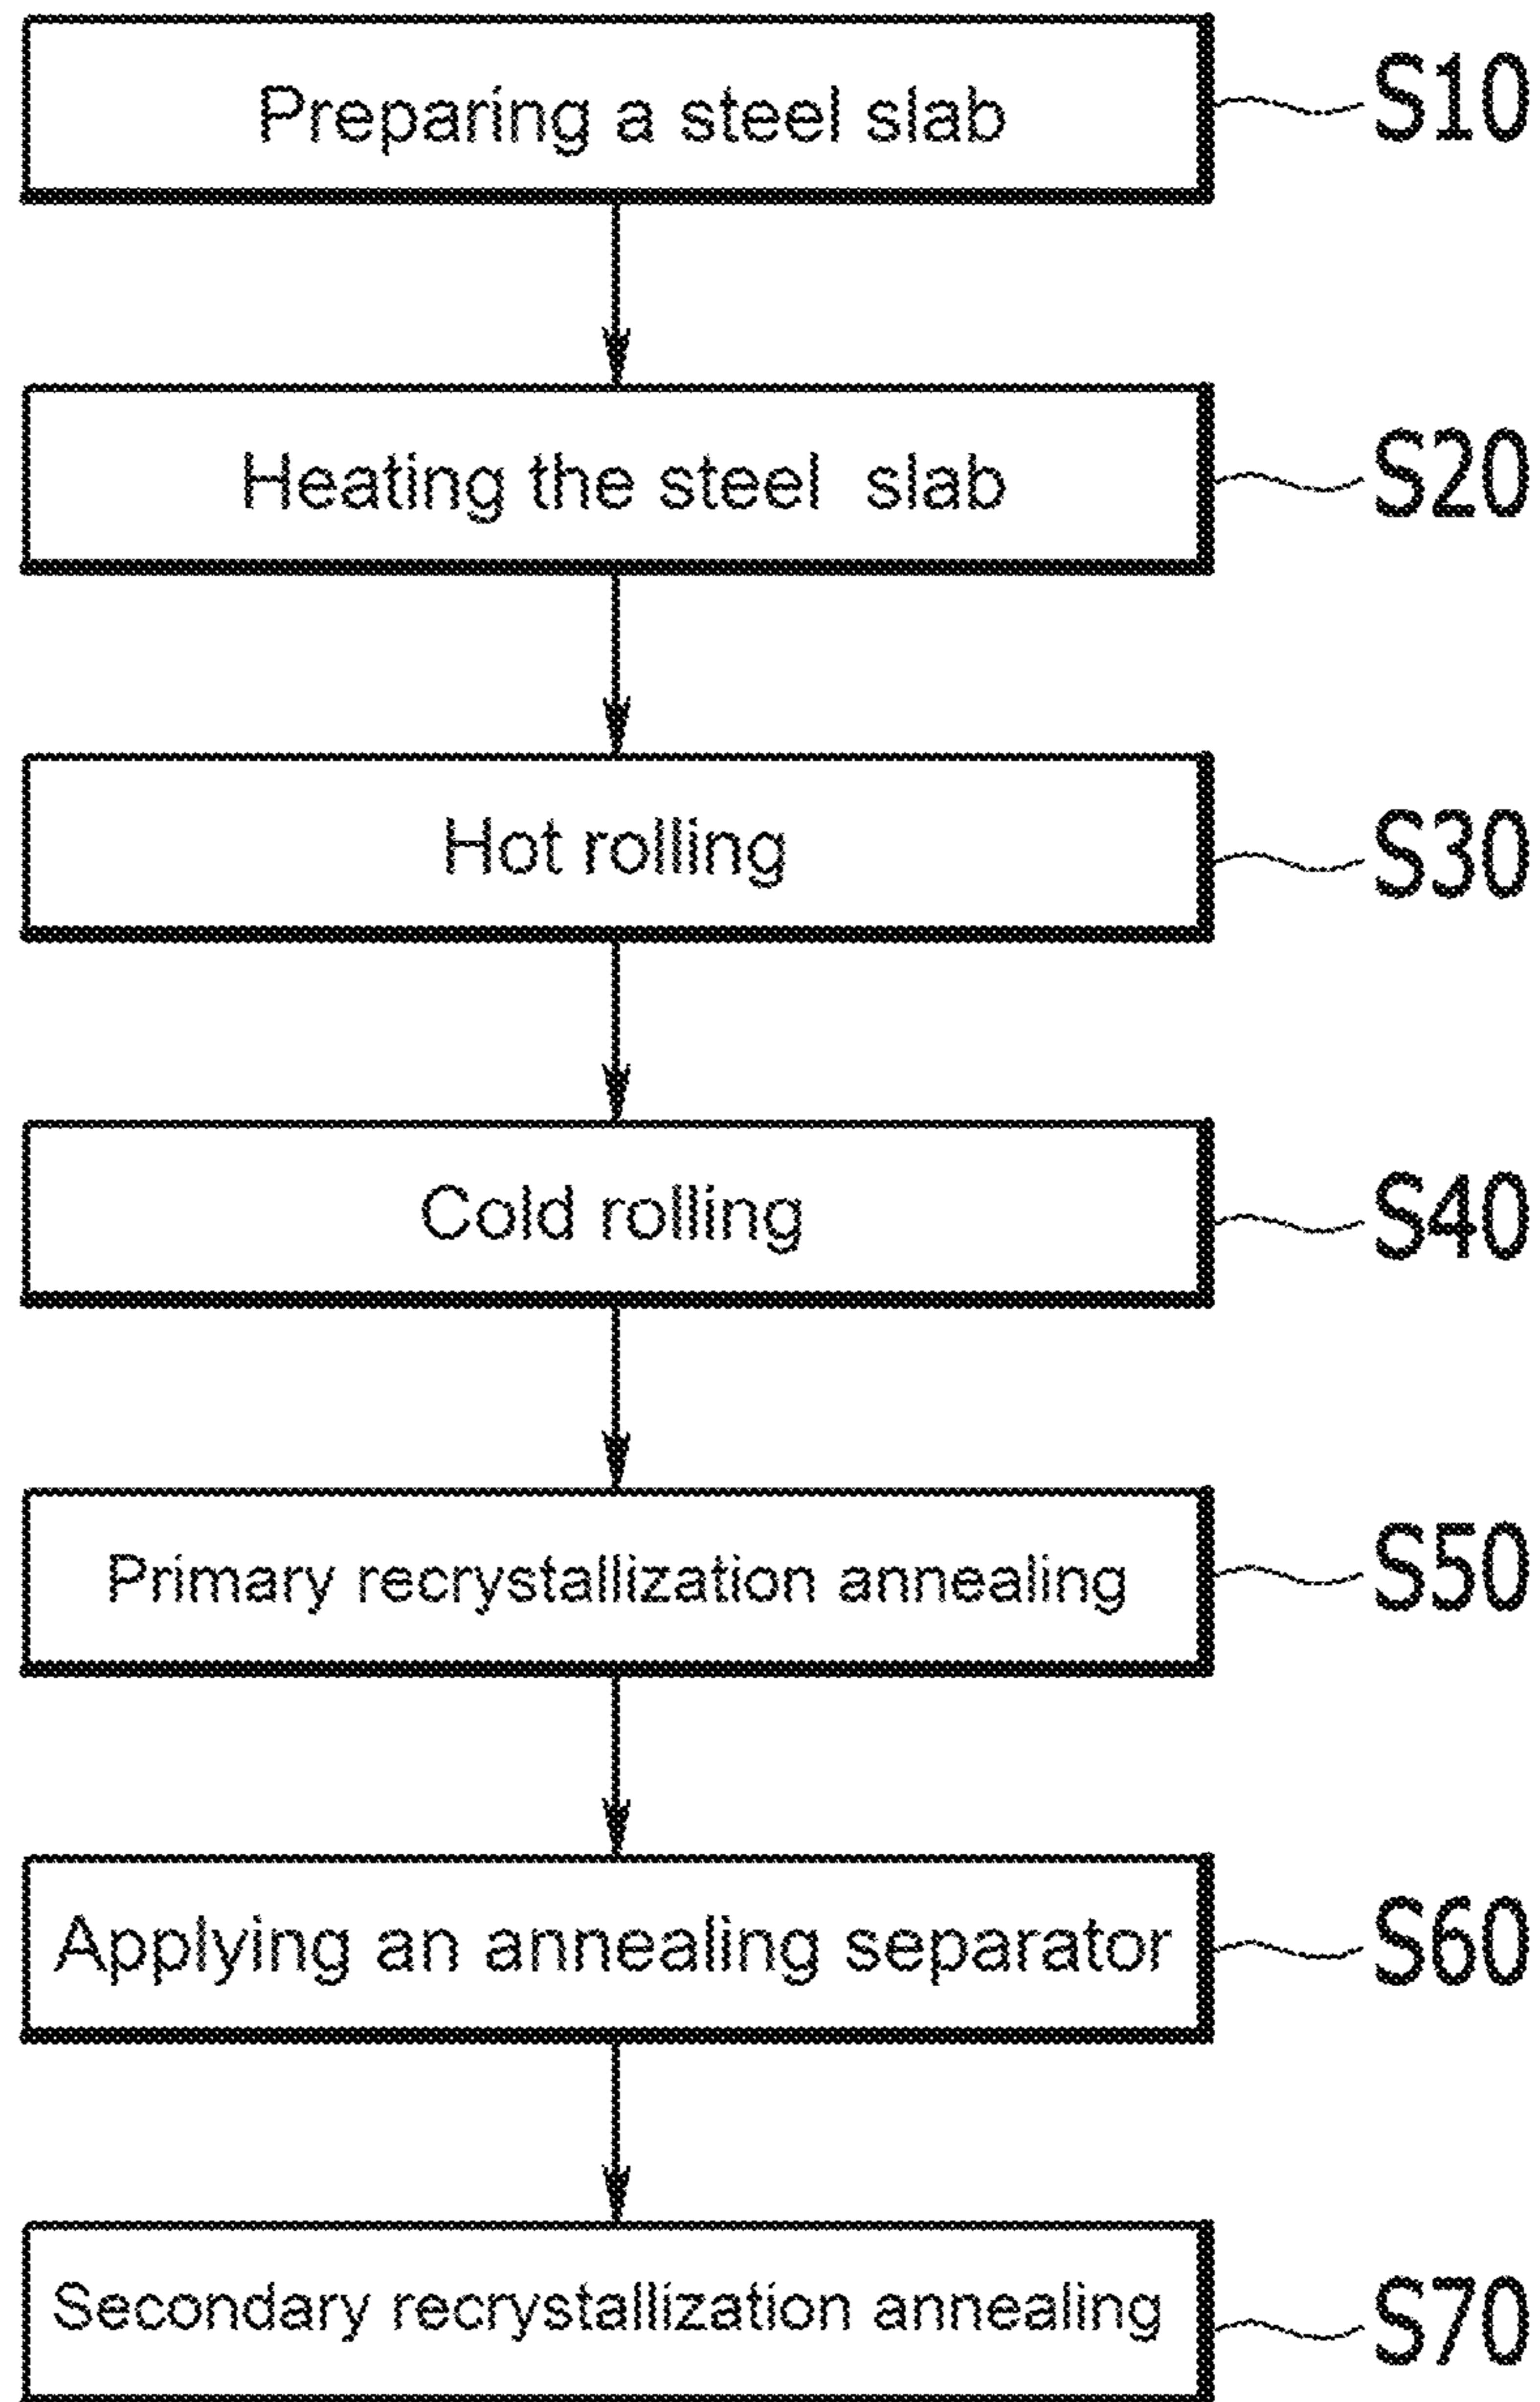 Preparing a steel slab S10
Heating the steel slab S20
Hot rolling S30
Cold rolling S40
Primary recrystallization annealing S50
Applying an annealing separator S60
Secondary recrystallization annealing S70